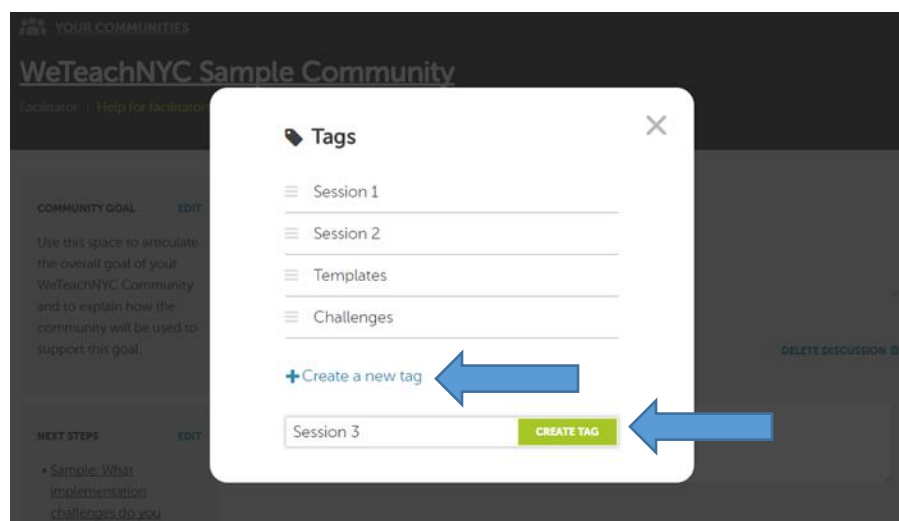 YOUR COMMUNITIES
WeTeachNYC Sample Community
Facilitator
Help for facilitators
Tags
Session 1
Session 2
Templates
Challenges
+Create a new tag
Session 3
CREATE TAG
COMMUNITY GOAL EDIT
Use this space to articulate
the overall goal of your
WeTeachNYC Community
and to explain how the
community will be used to
support this goal.
DELETE DISCUSSION
NEXT STEPS EDIT
• Sample: What
implementation
challenges do you